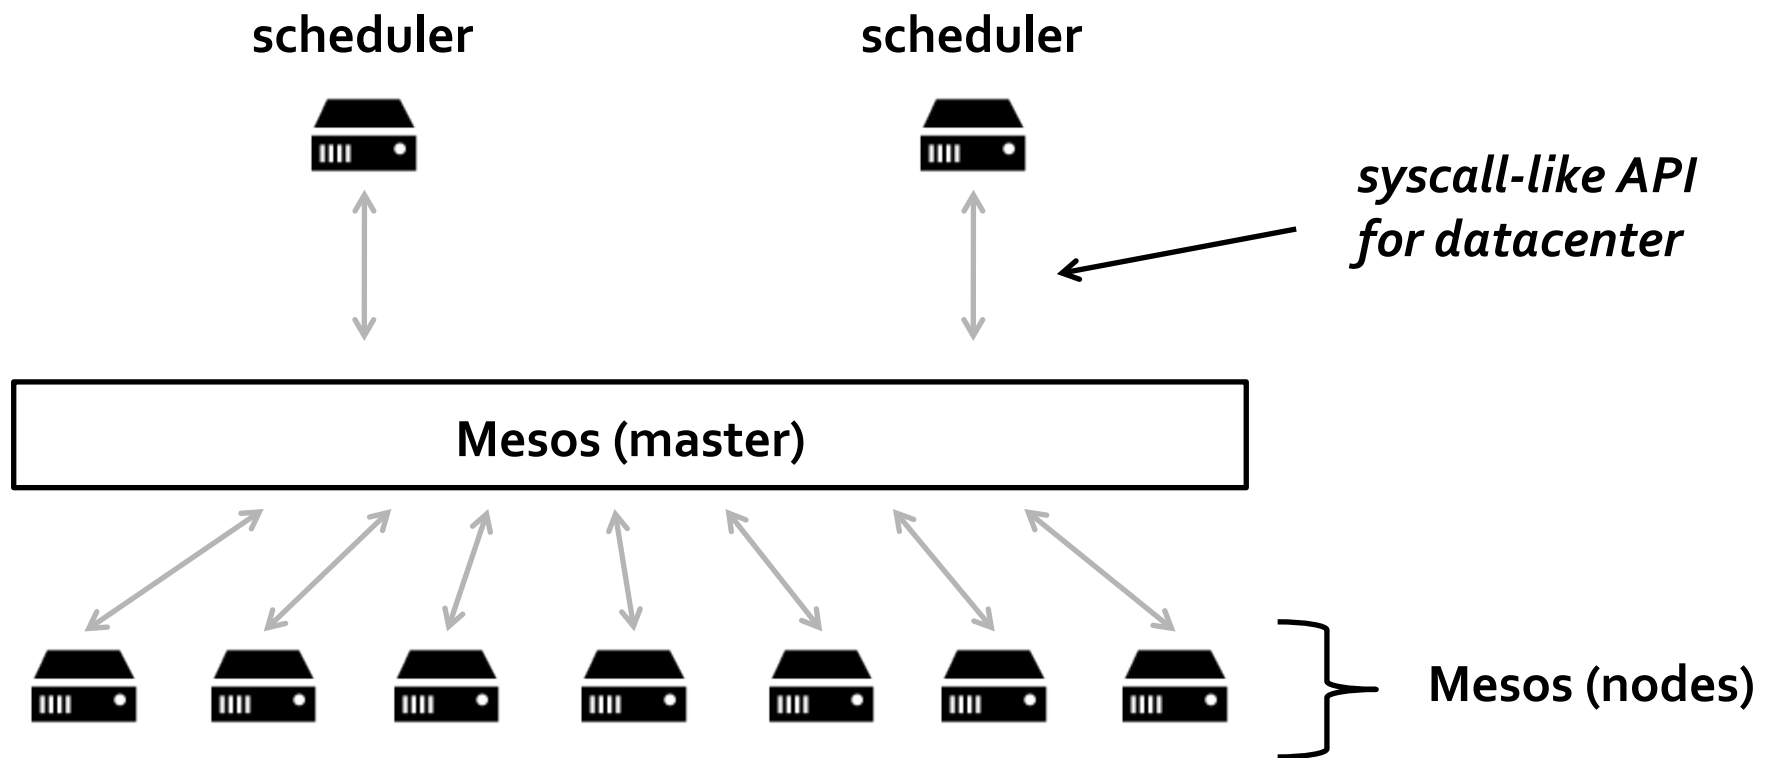 scheduler
scheduler
syscall-like API
for datacenter
Mesos (master)
Mesos (nodes)